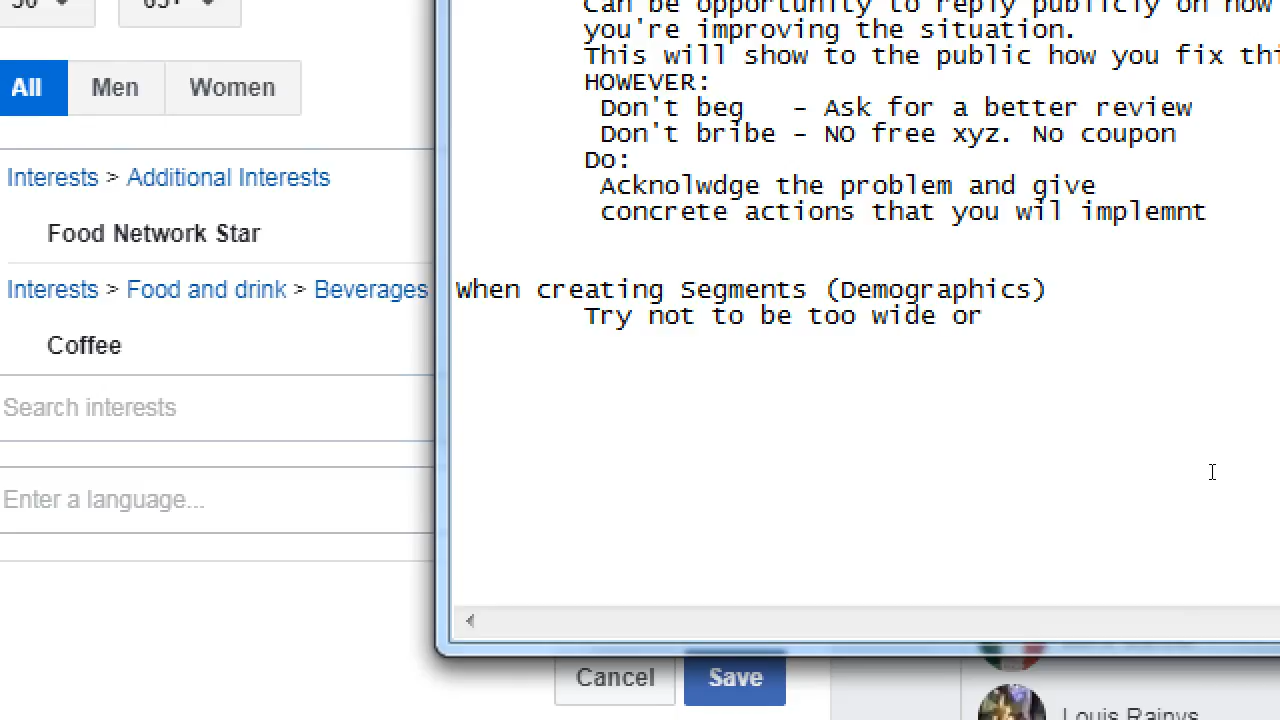 65+
All Men Women
Interests > Additional Interests
Food Network Star
Interests > Food and drink > Beverages
Coffee
Search interests
Enter a language...
Can be opportunity to reply publicly on how
you're improving the situation.
This will show to the public how you fix thi
HOWEVER:
Don't beg - Ask for a better review
Don't bribe - NO free xyz. No coupon
Do:
Acknolwdge the problem and give
concrete actions that you wil implemnt
When creating Segments (Demographics)
Try not to be too wide or
Cancel Save
Louis Rainys